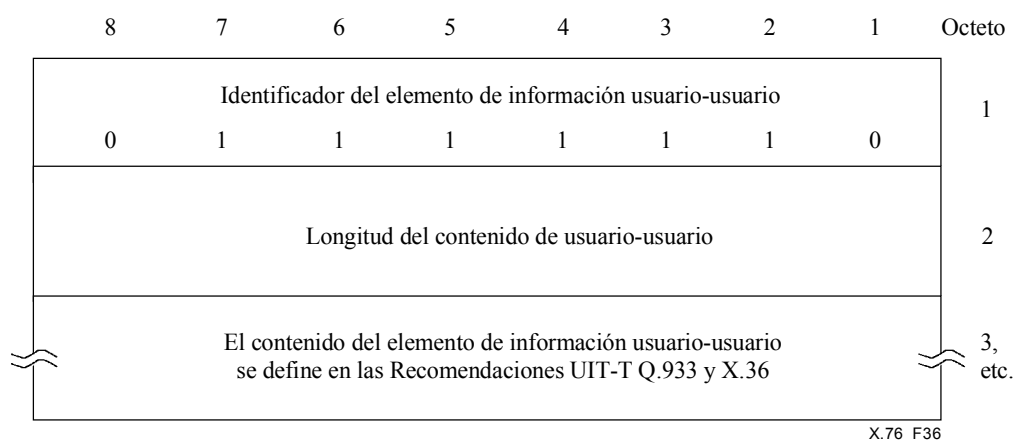 8 7 6 5 4 3 2 1 Octeto
Identificador del elemento de información usuario-usuario
1
0 1 1 1 1 1 1 0
Longitud del contenido de usuario-usuario 2
El contenido del elemento de información usuario-usuario 3,
se define en las Recomendaciones UIT-T Q.933 y X.36 etc.
X.76 F36